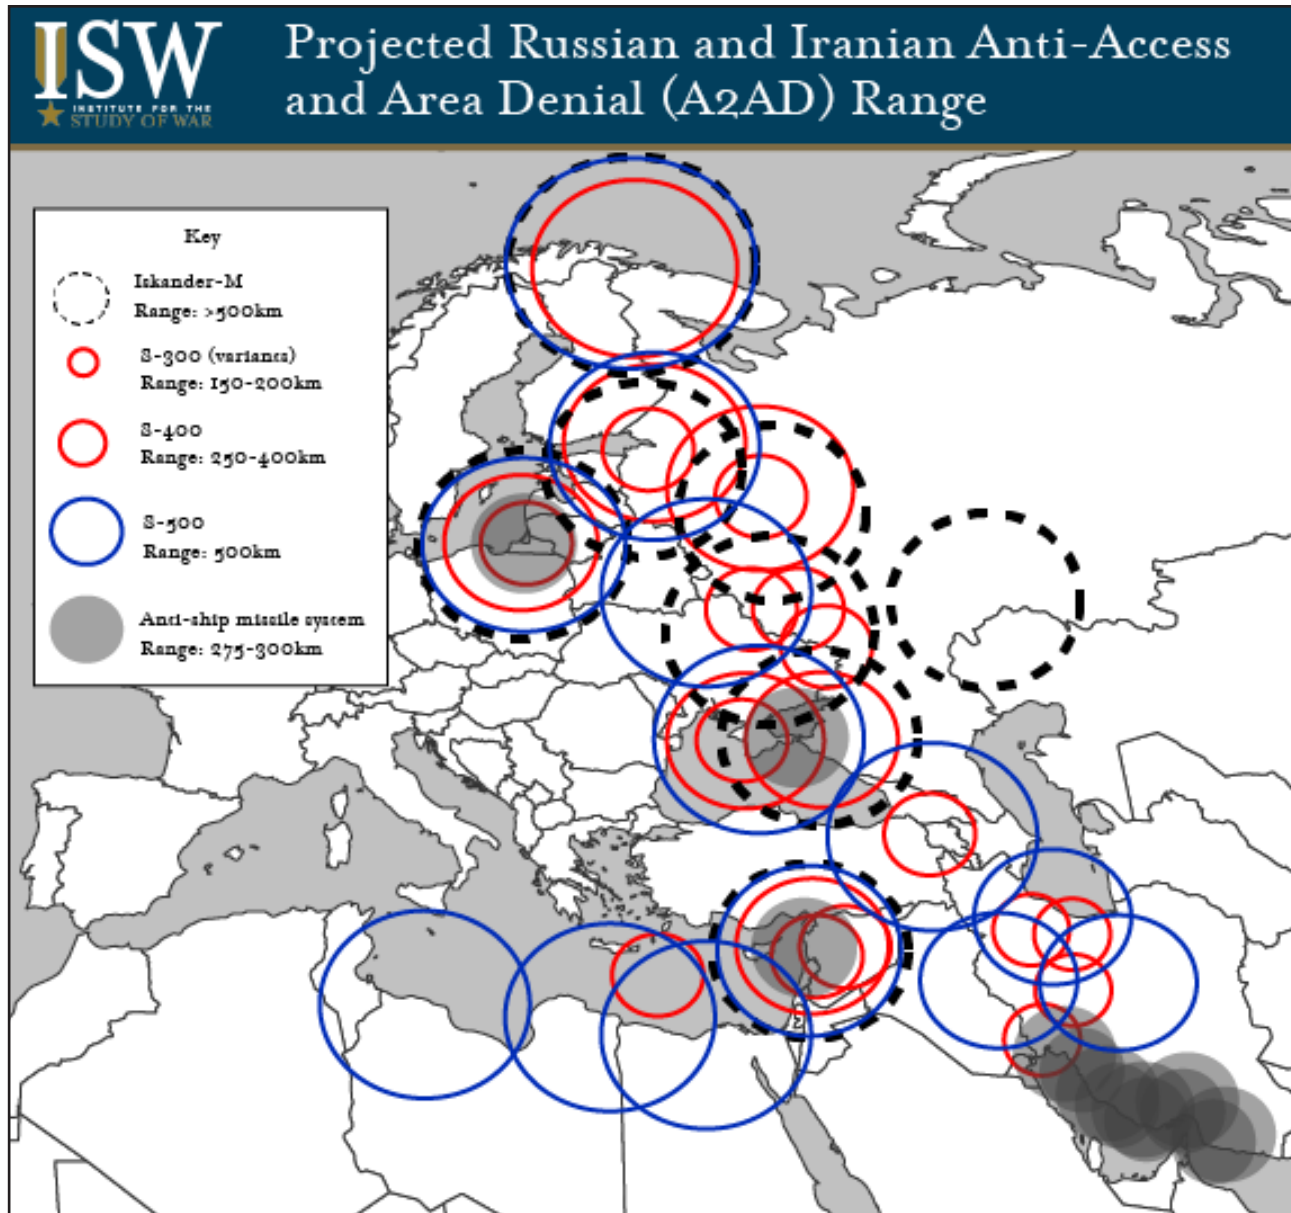 ISW
INSTITUTE FOR THE
STUDY OF WAR
Projected Russian and Iranian Anti-Access
and Area Denial (A2AD) Range
Key
Iskander-M
Range: >500km
S-300 (variants)
Range: 150-200km
S-400
Range: 250-400km
S-500
Range: 500km
Anti-ship missile system
Range: 275-300km